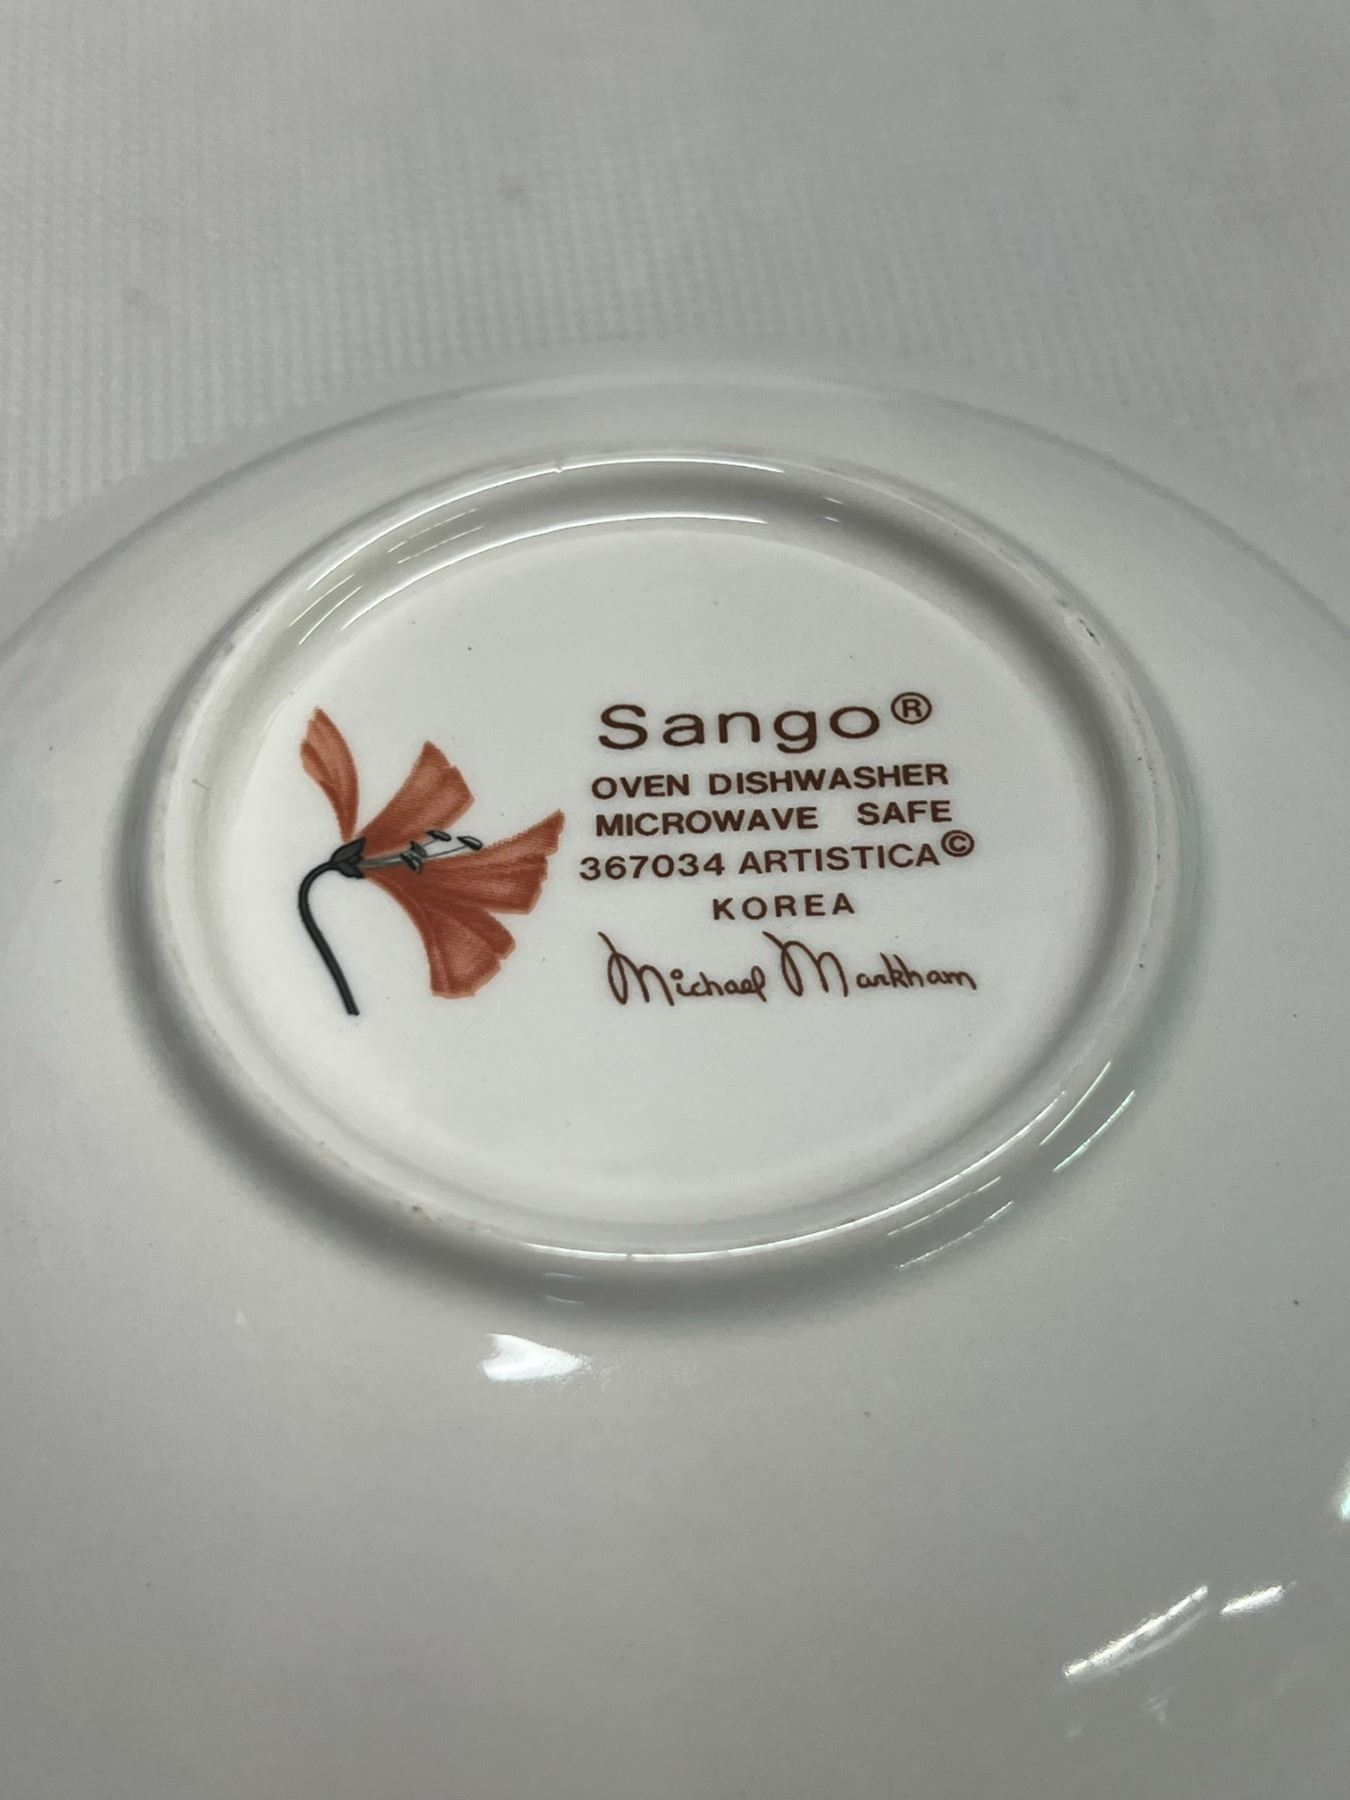 Sango®
OVEN DISHWASHER
MICROWAVE SAFE
367034 ARTISTICA©
KOREA
Michael Markham